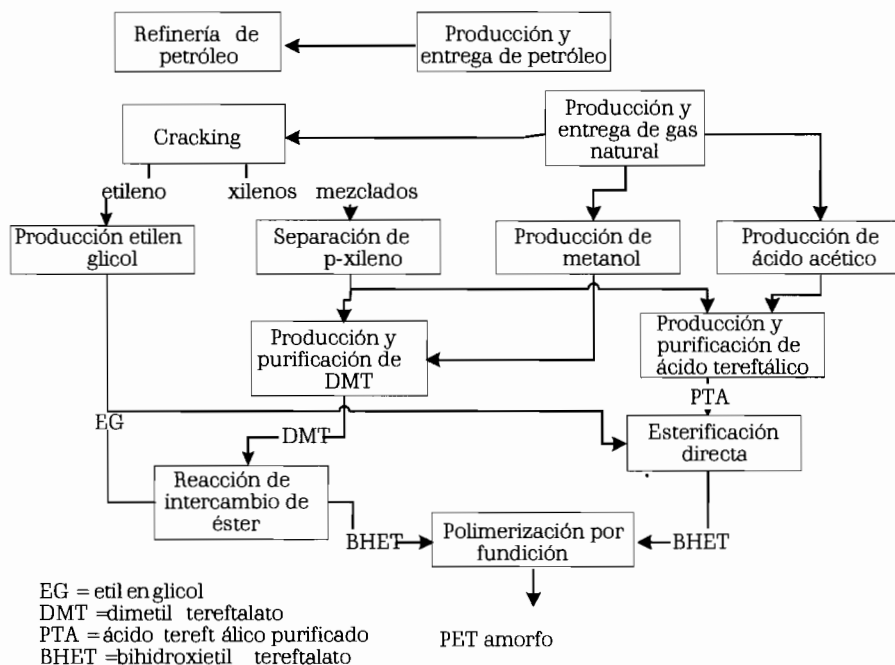 Refinería de
petróleo
Producción y
entrega de petróleo
Cracking
Producción y
entrega de gas
natural
etileno
xilenos
mezclados
Producción etilen
glicol
Separación de
p-xileno
Producción de
metanol
Producción de
ácido acético
Producción y
purificación de
DMT
Producción y
purificación de
ácido tereftálico
PTA
EG
DMT
Esterificación
directa
Reacción de
intercambio de
éster
BHET
Polimerización por
fundición
BHET
EG = etil en glicol
DMT =dimetil tereftalato
PTA = ácido tereft álico purificado
BHET =bihidroxietil tereftalato
PET amorfo